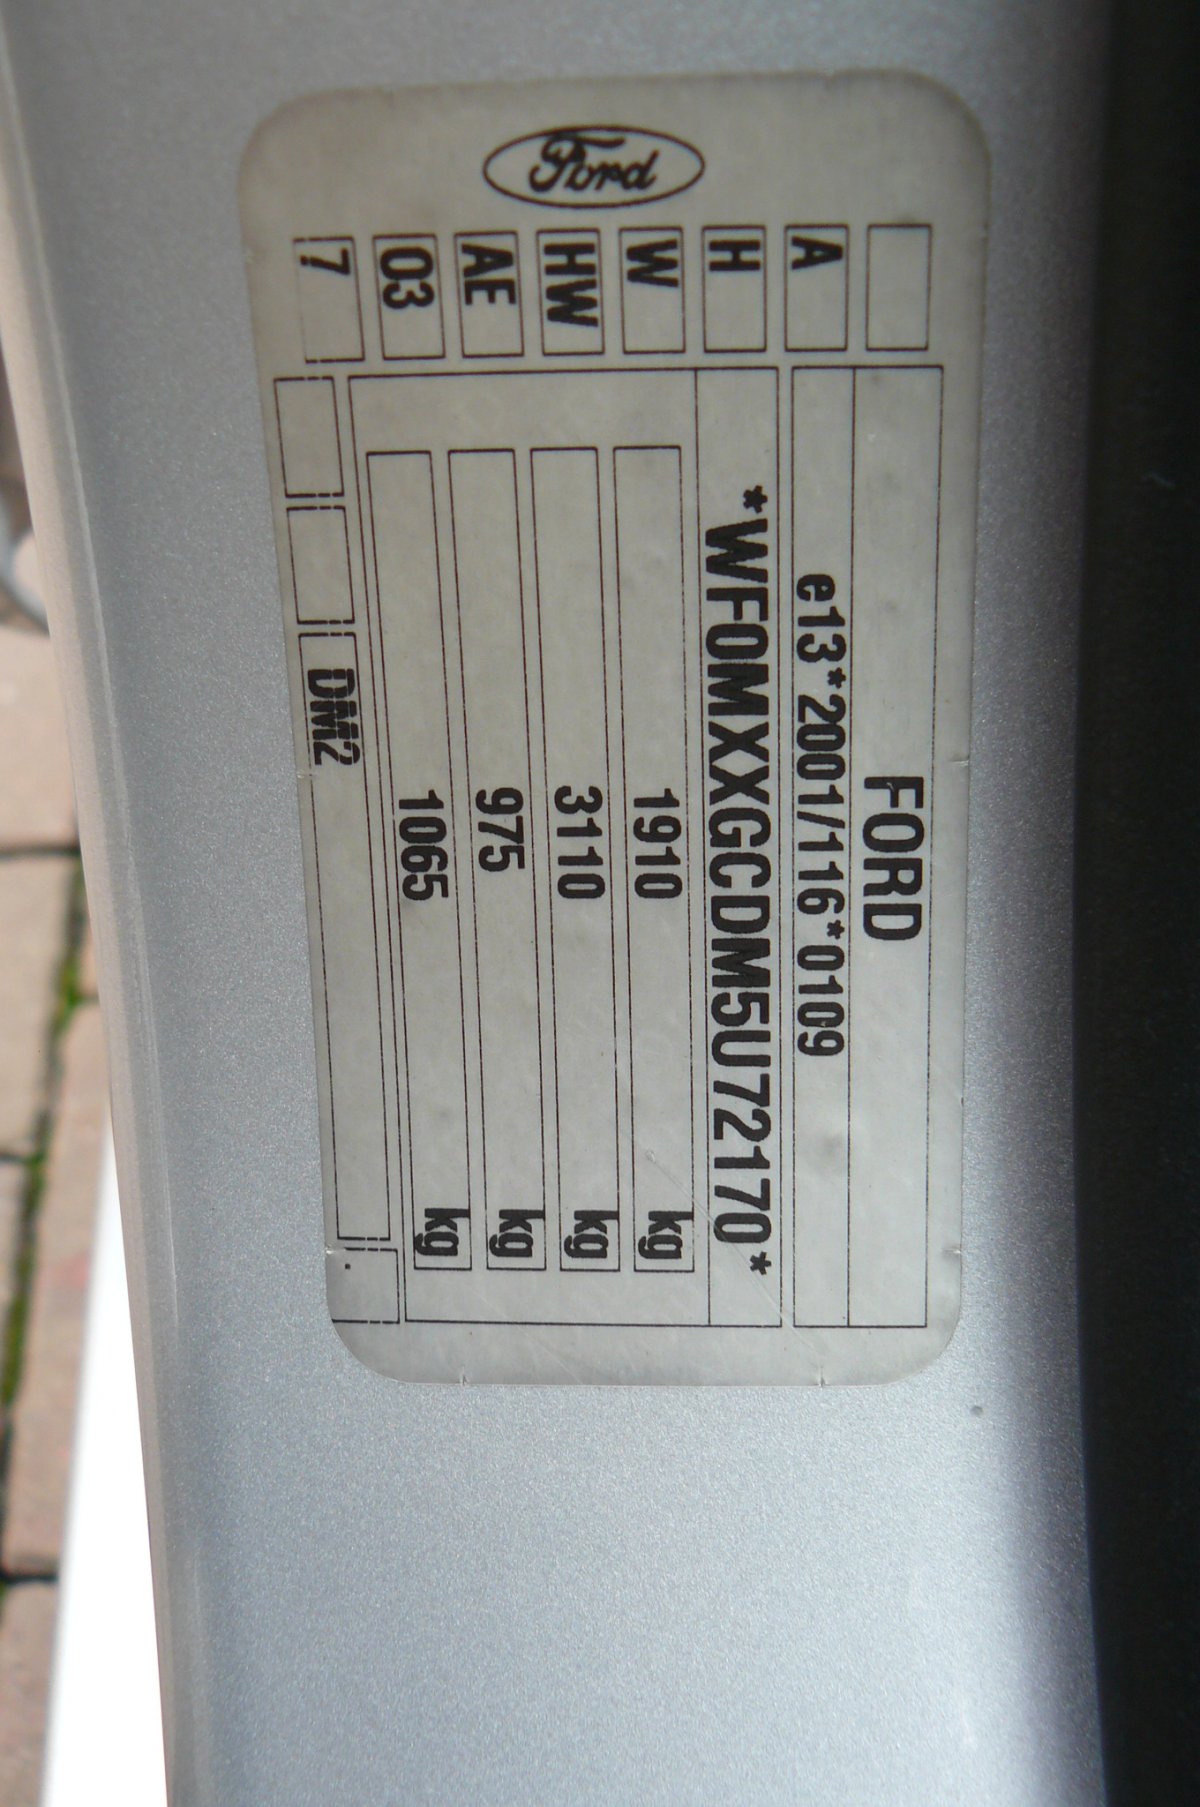 Ford
FORD
e13*2001/116*0109
*WF0MXXGCDM5U72170*
1910 kg
3110 kg
975 kg
1065 kg
A
H
W
HW
AE
03
7
DM2